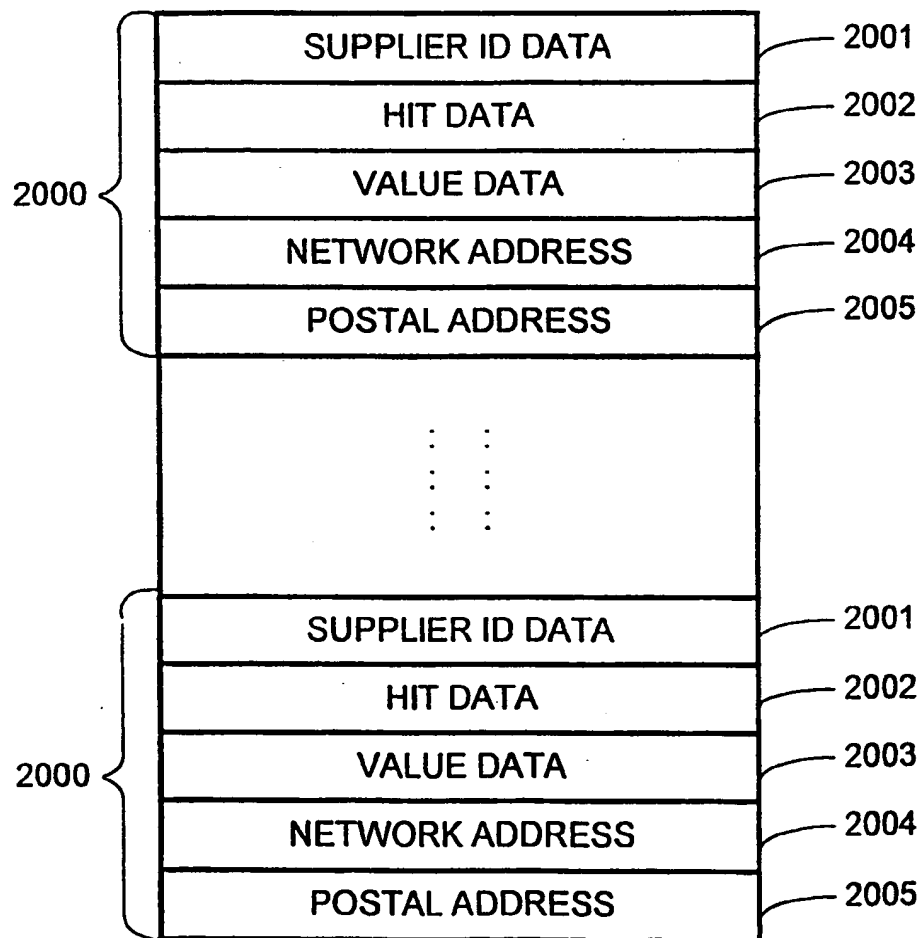 SUPPLIER ID DATA 2001
HIT DATA 2002
2000 VALUE DATA 2003
NETWORK ADDRESS 2004
POSTAL ADDRESS 2005
SUPPLIER ID DATA 2001
HIT DATA 2002
2000 VALUE DATA 2003
NETWORK ADDRESS 2004
POSTAL ADDRESS 2005